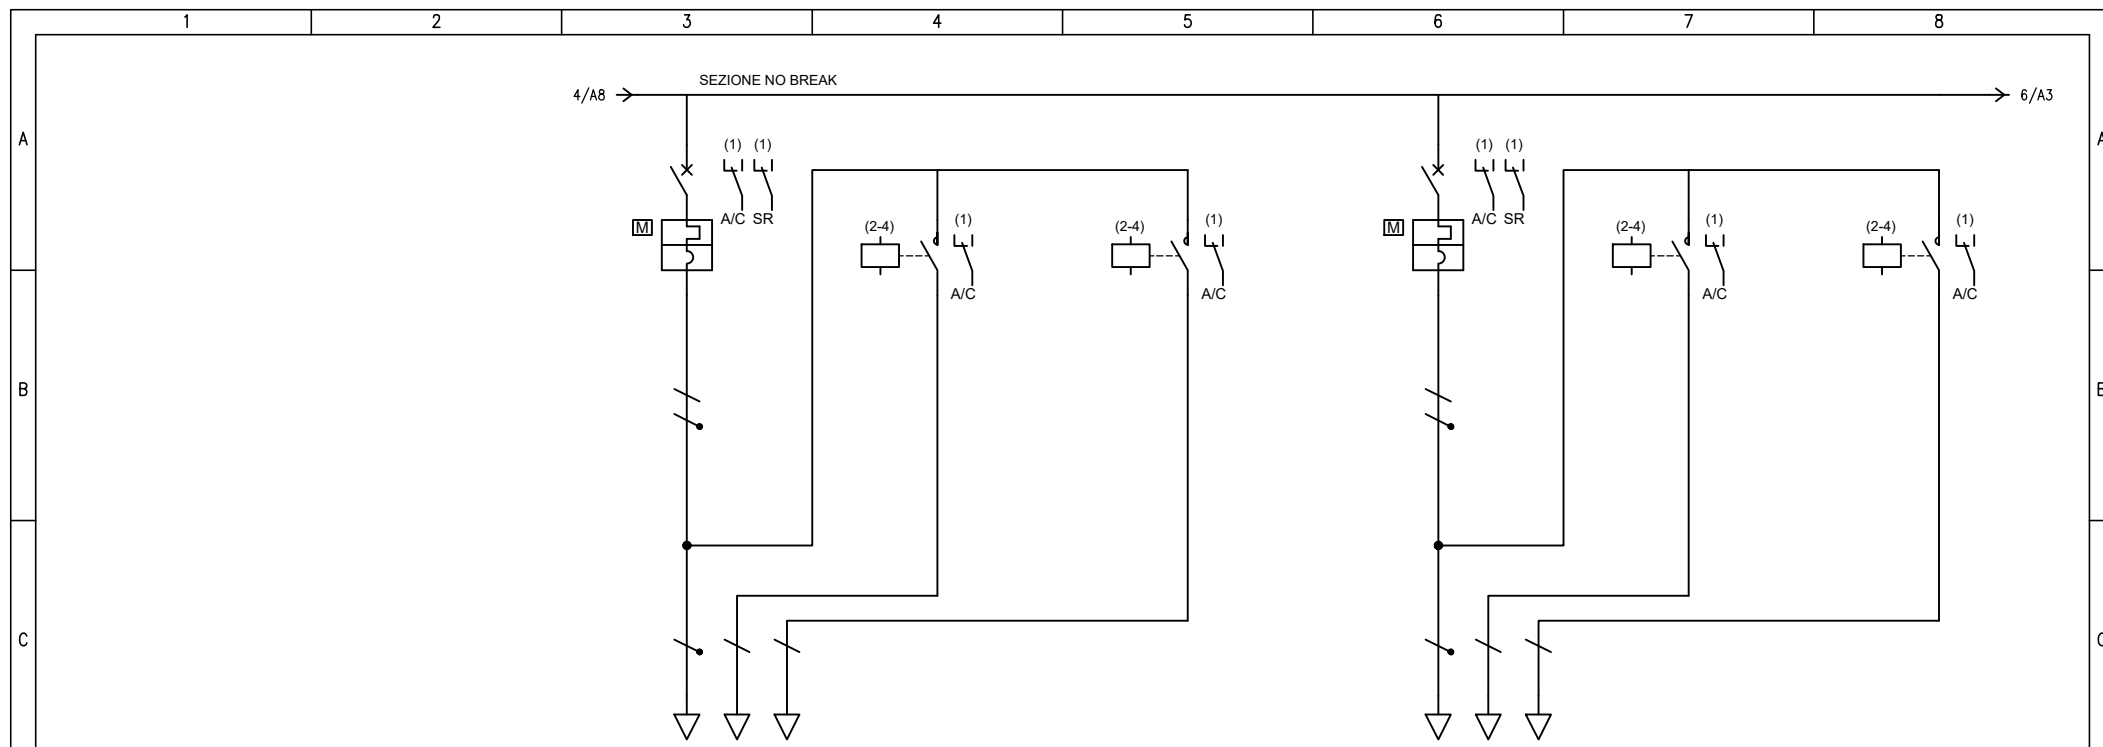 1 2 3 4 5 6 7 8
SEZIONE NO BREAK
4/A8 6/A3
A A
(1) (1) (1) (1)
A/C SR A/C SR
M (2-4) (1) (2-4) (1) M (2-4) (1) (2-4) (1)
A/C A/C A/C A/C
B B
C C